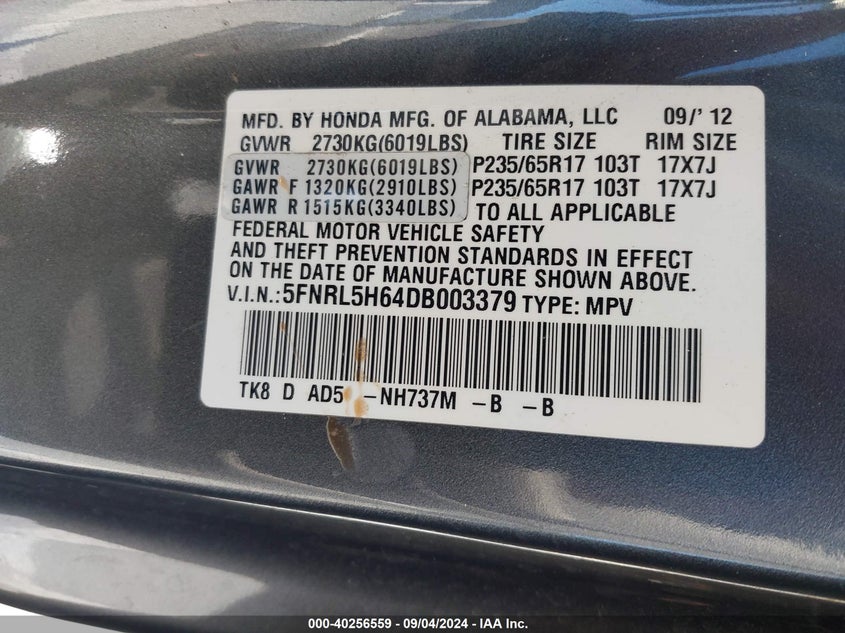 MFD. BY HONDA MFG. OF ALABAMA, LLC 09/' 12
GVWR 2730KG(6019LBS) TIRE SIZE RIM SIZE
GVWR 2730KG(6019LBS) P235/65R17 103T 17X7J
GAWR F 1320KG(2910LBS) P235/65R17 103T 17X7J
GAWR R 1515KG(3340LBS) TO ALL APPLICABLE
FEDERAL MOTOR VEHICLE SAFETY
AND THEFT PREVENTION STANDARDS IN EFFECT
ON THE DATE OF MANUFACTURE SHOWN ABOVE.
V.I.N.: 5FNRL5H64DB003379 TYPE: MPV
TK8 D AD5 -NH737M -B -B
000-40256559 - 09/04/2024 - IAA Inc.